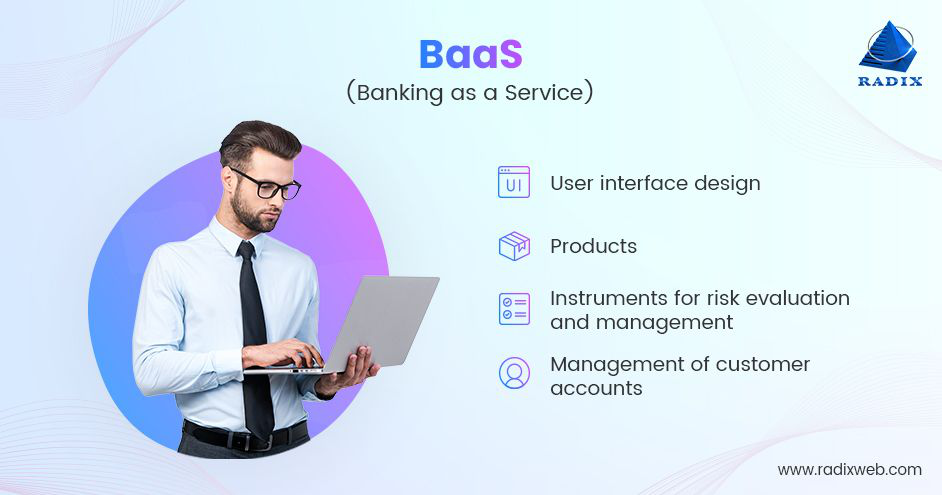 BaaS
(Banking as a Service)
RADIX
UI
User interface design
Products
Instruments for risk evaluation
and management
Management of customer
accounts
www.radixweb.com